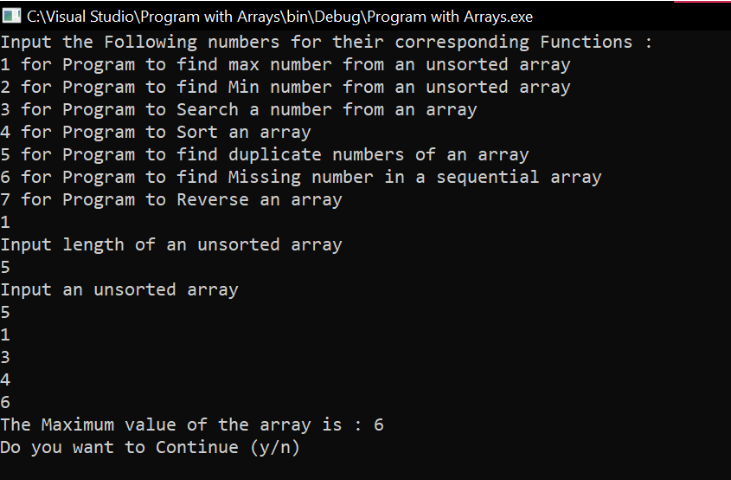 C:\Visual Studio\Program with Arrays\bin\Debug\Program with Arrays.exe
Input the Following numbers for their corresponding Functions :
1 for Program to find max number from an unsorted array
2 for Program to find Min number from an unsorted array
3 for Program to Search a number from an array
4 for Program to Sort an array
5 for Program to find duplicate numbers of an array
6 for Program to find Missing number in a sequential array
7 for Program to Reverse an array
1
Input length of an unsorted array
5
Input an unsorted array
5
1
3
4
6
The Maximum value of the array is : 6
Do you want to Continue (y/n)